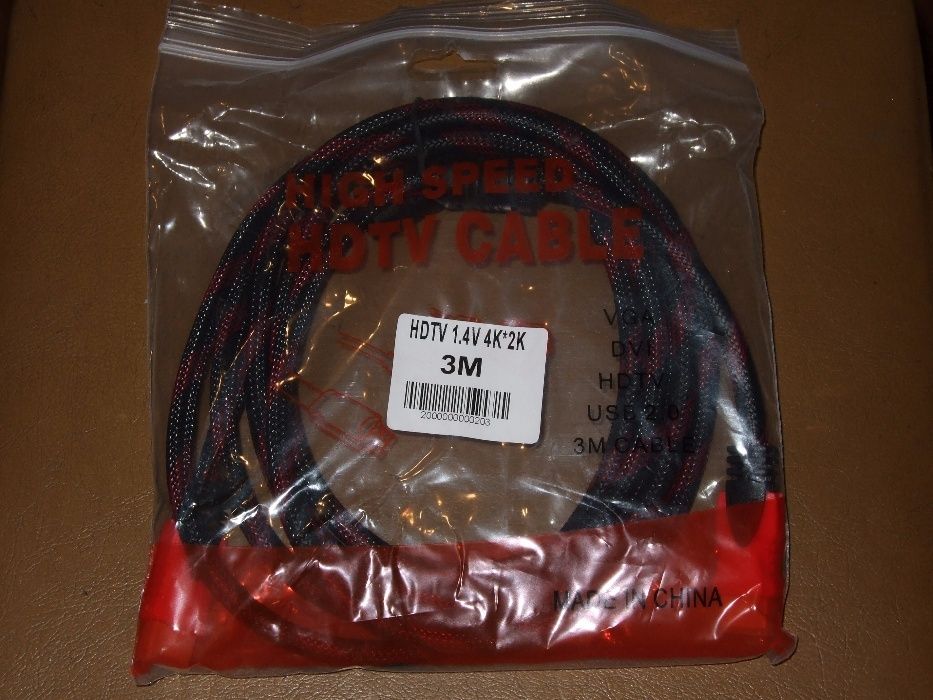 HIGH SPEED
HDTV CABLE
HDTV 1.4V 4K*2K
3M
2000000000203
VGA
DVI
HDTV
USE 2.0
3M CABLE
MADE IN CHINA